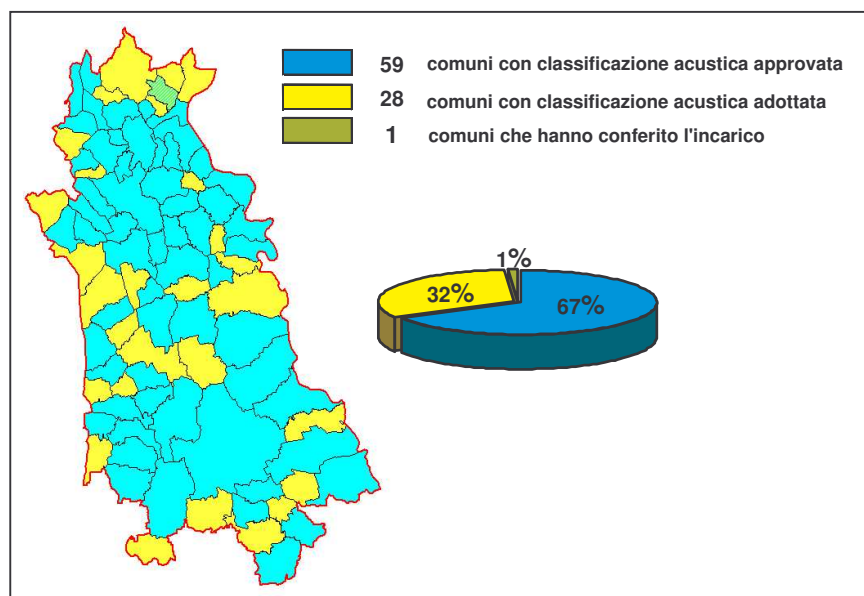 59 comuni con classificazione acustica approvata
28 comuni con classificazione acustica adottata
1 comuni che hanno conferito l'incarico
1%
32%
67%